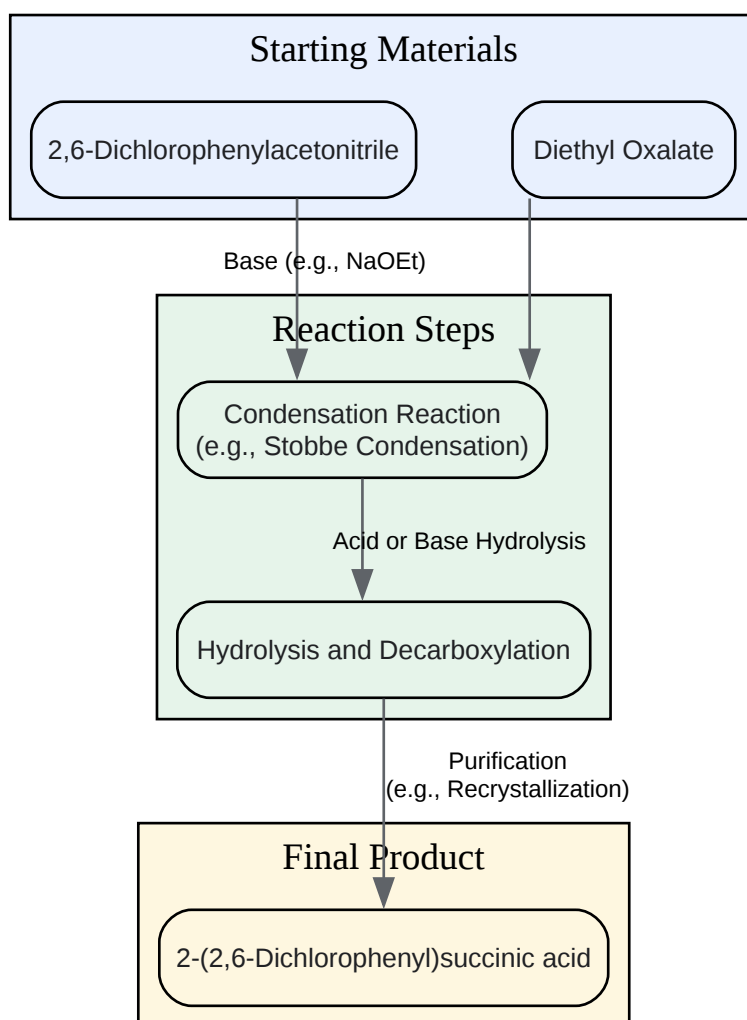 Starting Materials
2,6-Dichlorophenylacetonitrile
Diethyl Oxalate
Base (e.g., NaOEt)
Reaction Steps
Condensation Reaction
(e.g., Stobbe Condensation)
Acid or Base Hydrolysis
Hydrolysis and Decarboxylation
Purification
(e.g., Recrystallization)
Final Product
2-(2,6-Dichlorophenyl)succinic acid